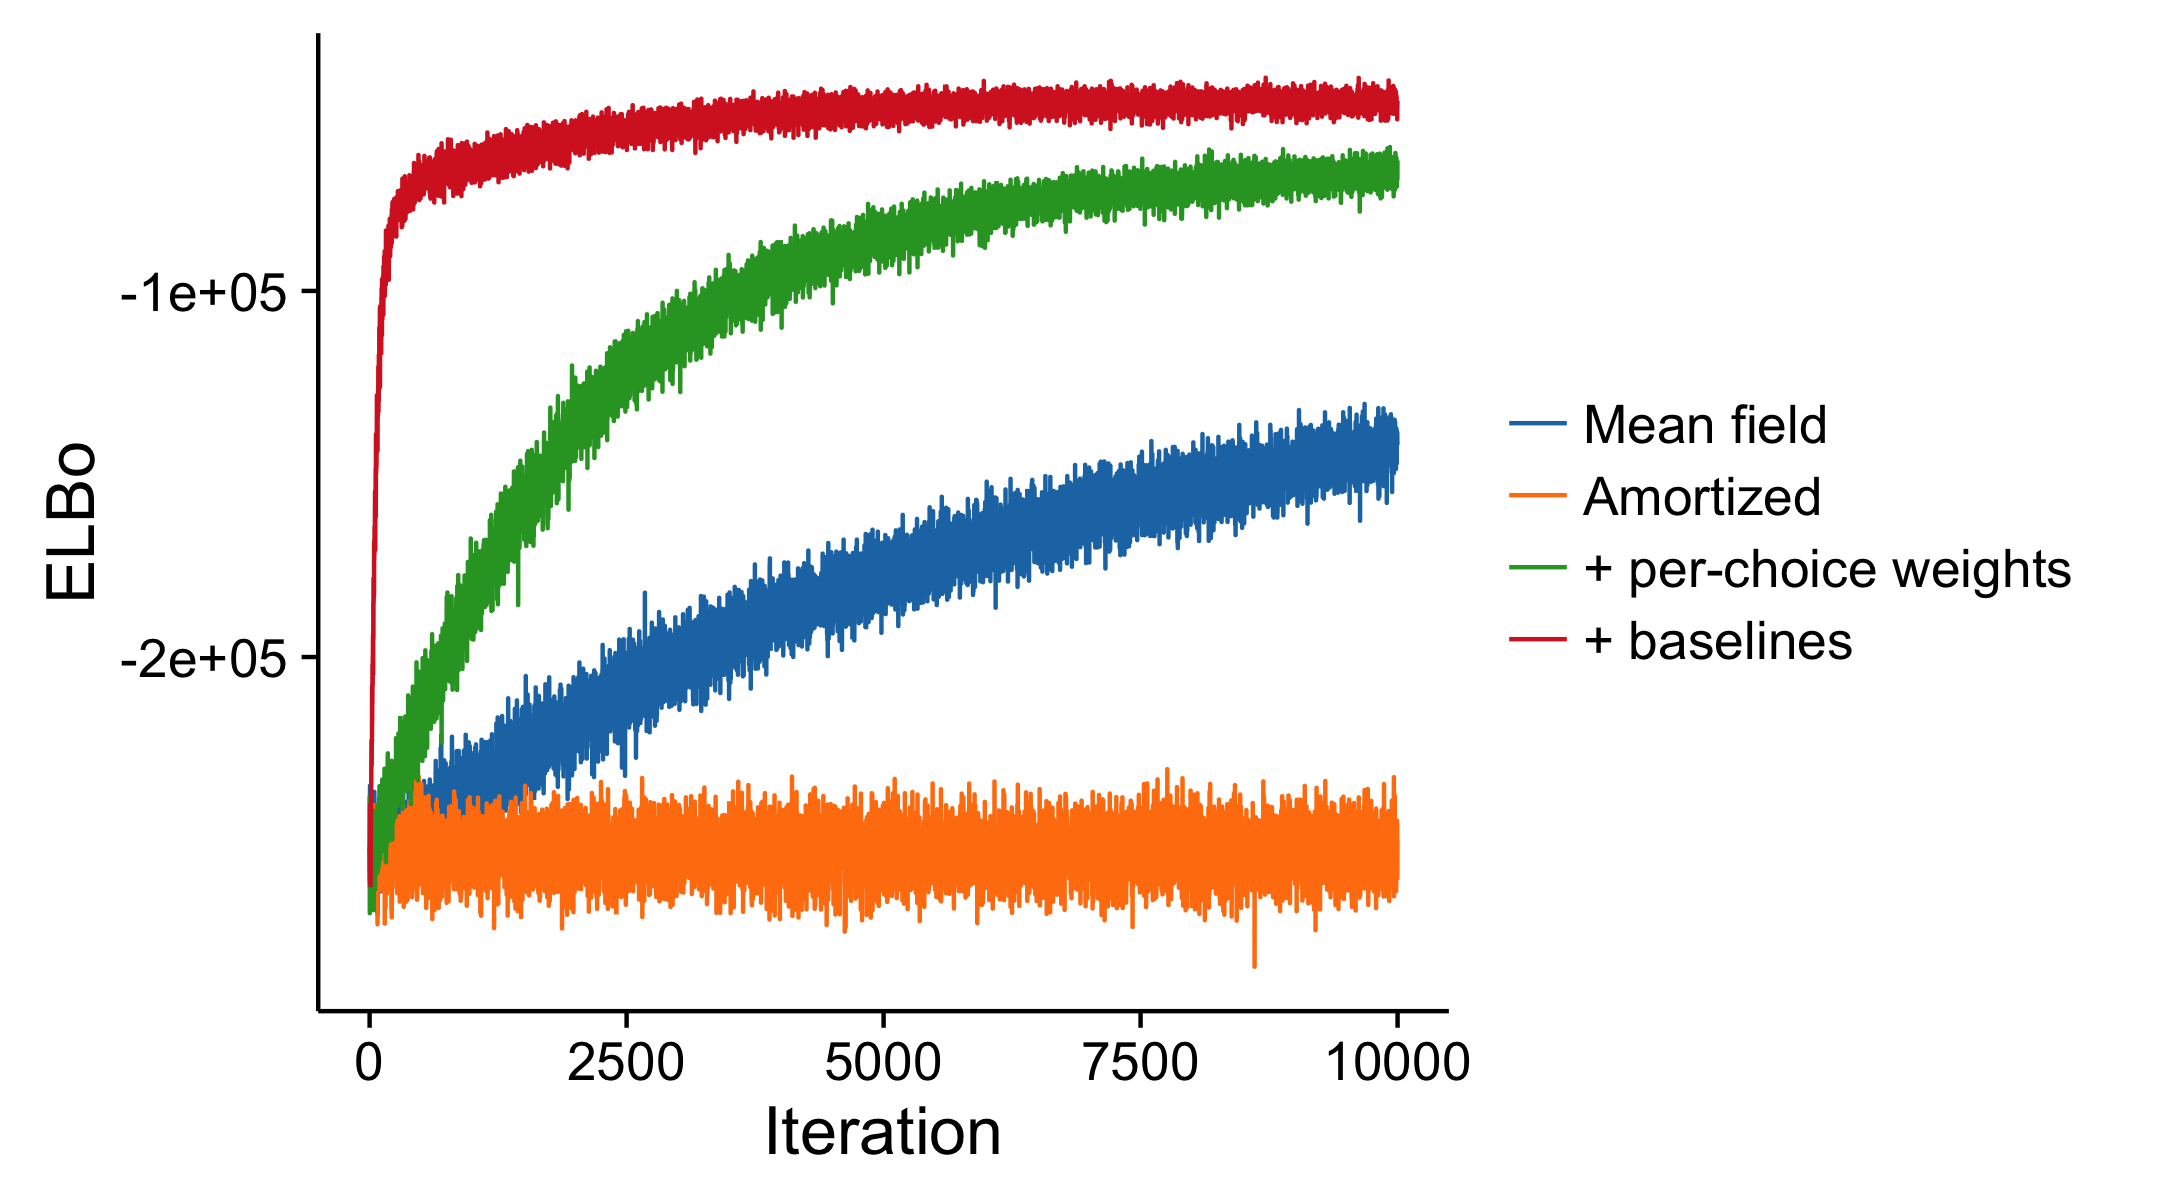 ELBo
-1e+05
-2e+05
0
2500
5000
7500
10000
Iteration
Mean field
Amortized
+ per-choice weights
+ baselines